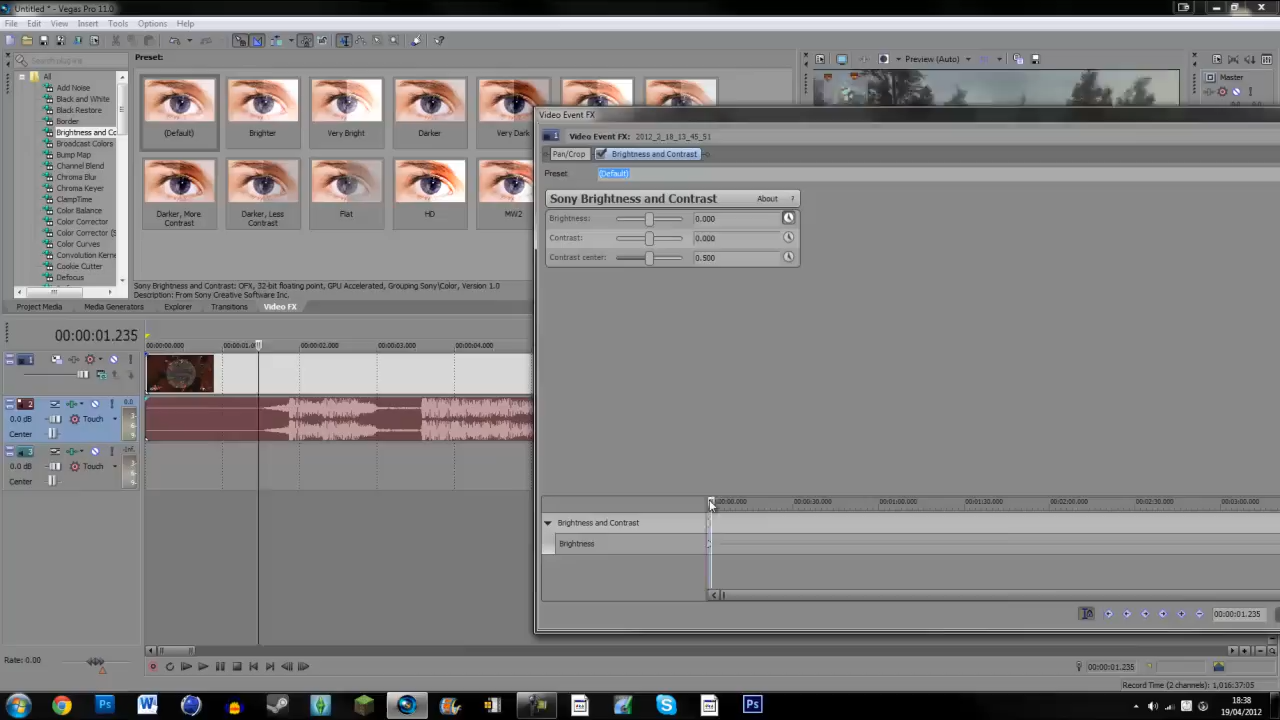 Untitled * - Vegas Pro 11.0
File Edit View Insert Tools Options Help
Search plug-ins
Preset:
Preview (Auto)
All
Add Noise
Black and White
Black Restore
Border
Brightness and Co
Broadcast Colors
Bump Map
Channel Blend
Chroma Blur
Chroma Keyer
ClampTime
Color Balance
Color Corrector
Color Corrector (S
Color Curves
Convolution Kerne
Cookie Cutter
Defocus
(Default)
Brighter
Very Bright
Darker
Very Dark
Darker, More Contrast
Darker, Less Contrast
Flat
HD
MW2
Master
Video Event FX
Video Event FX: 2012_2_18_13_45_51
Pan/Crop
Brightness and Contrast
Preset: (Default)
Sony Brightness and Contrast About ?
Brightness: 0.000
Contrast: 0.000
Contrast center: 0.500
Sony Brightness and Contrast: OFX, 32-bit floating point, GPU Accelerated, Grouping Sony\Color, Version 1.0
Description: From Sony Creative Software Inc.
Project Media Media Generators Explorer Transitions Video FX
00:00:01.235
00:00:00.000 00:00:02.000 00:00:03.000 00:00:04.000
1
2
0.0 dB Touch
Center
3
0.0 dB Touch
Center
00:00.000 00:00:30.000 00:01:00.000 00:01:30.000 00:02:00.000 00:02:30.000 00:03:00.000
Brightness and Contrast
Brightness
00:00:01.235
Rate: 0.00
00:00:01.235
Record Time (2 channels): 1,016:37:05
18:38
19/04/2012